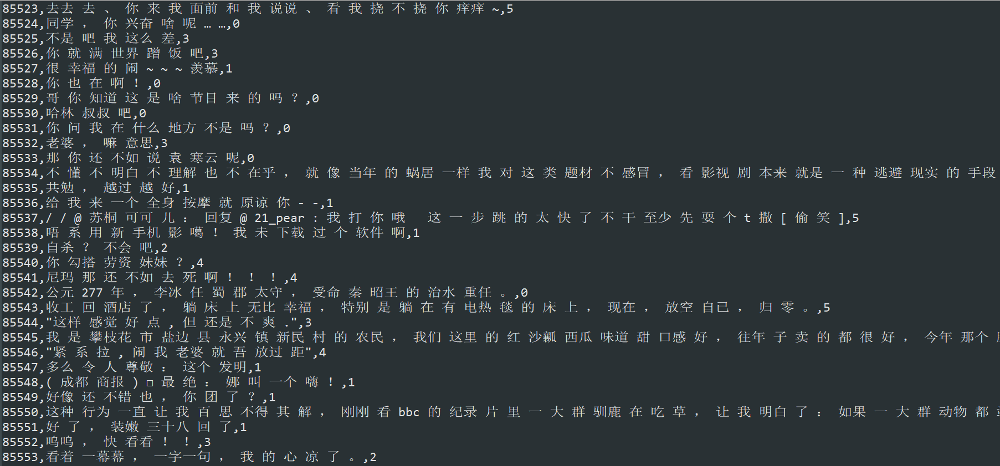 85523,去去 去 、 你 来 我 面前 和 我 说说 、 看 我 挠 不 挠 你 痒痒 ~,5
85524,同学 ， 你 兴奋 啥 呢 … …,0
85525,不是 吧 我 这么 差,3
85526,你 就 满 世界 蹭 饭 吧,3
85527,很 幸福 的 闹 ~ ~ ~ 羡慕,1
85528,你 也 在 啊 ！,0
85529,哥 你 知道 这 是 啥 节目 来 的 吗 ？,0
85530,哈林 叔叔 吧,0
85531,你 问 我 在 什么 地方 不是 吗 ？,0
85532,老婆 ， 嘛 意思,3
85533,那 你 还 不如 说 袁 寒云 呢,0
85534,不 懂 不 明白 不 理解 也 不 在乎 ， 就 像 当年 的 蜗居 一样 我 对 这 类 题材 不 感冒 ， 看 影视 剧 本来 就是 一 种 逃避 现实 的 手段
85535,共勉 ， 越过 越 好,1
85536,给 我 来 一个 全身 按摩 就 原谅 你 - -,1
85537,/ / @ 苏桐 可可 儿 ： 回复 @ 21_pear : 我 打 你 哦   这 一 步 跳 的 太 快 了 不 干 至少 先 耍 个 t 撒 [ 偷 笑 ],5
85538,唔 系 用 新 手机 影 噶 ！ 我 未 下载 过 个 软件 啊,1
85539,自杀 ？ 不会 吧,2
85540,你 勾搭 劳资 妹妹 ？,4
85541,尼玛 那 还 不如 去 死 啊 ！ ！ ！,4
85542,公元 277 年 ， 李冰 任 蜀 郡 太守 ， 受命 秦 昭王 的 治水 重任 。,0
85543,收工 回 酒店 了 ， 躺 床 上 无比 幸福 ， 特别 是 躺 在 有 电热 毯 的 床 上 ， 现在 ， 放空 自己 ， 归 零 。,5
85544,"这样 感觉 好 点 , 但 还是 不 爽 .",3
85545,我 是 攀枝花 市 盐边 县 永兴 镇 新民 村 的 农民 ， 我们 这里 的 红 沙瓤 西瓜 味道 甜 口感 好 ， 往年 子 卖 的 都 很 好 ， 今年 那个
85546,"紧 系 拉 , 闹 我 老婆 就 吾 放过 距",4
85547,多么 令 人 尊敬 ： 这个 发明,1
85548,( 成都 商报 ) □ 最 绝 ： 娜 叫 一个 嗨 ！,1
85549,好像 还 不错 也 ， 你 团 了 ？,1
85550,这种 行为 一直 让 我 百 思 不得 其 解 ， 刚刚 看 bbc 的 纪录 片 里 一 大 群 驯鹿 在 吃 草 ， 让 我 明白 了 ： 如果 一 大 群 动物 都
85551,好 了 ， 装嫩 三十八 回 了,1
85552,呜呜 ， 快 看看 ！ ！,3
85553,看着 一幕幕 ， 一字一句 ， 我 的 心 凉 了 。,2